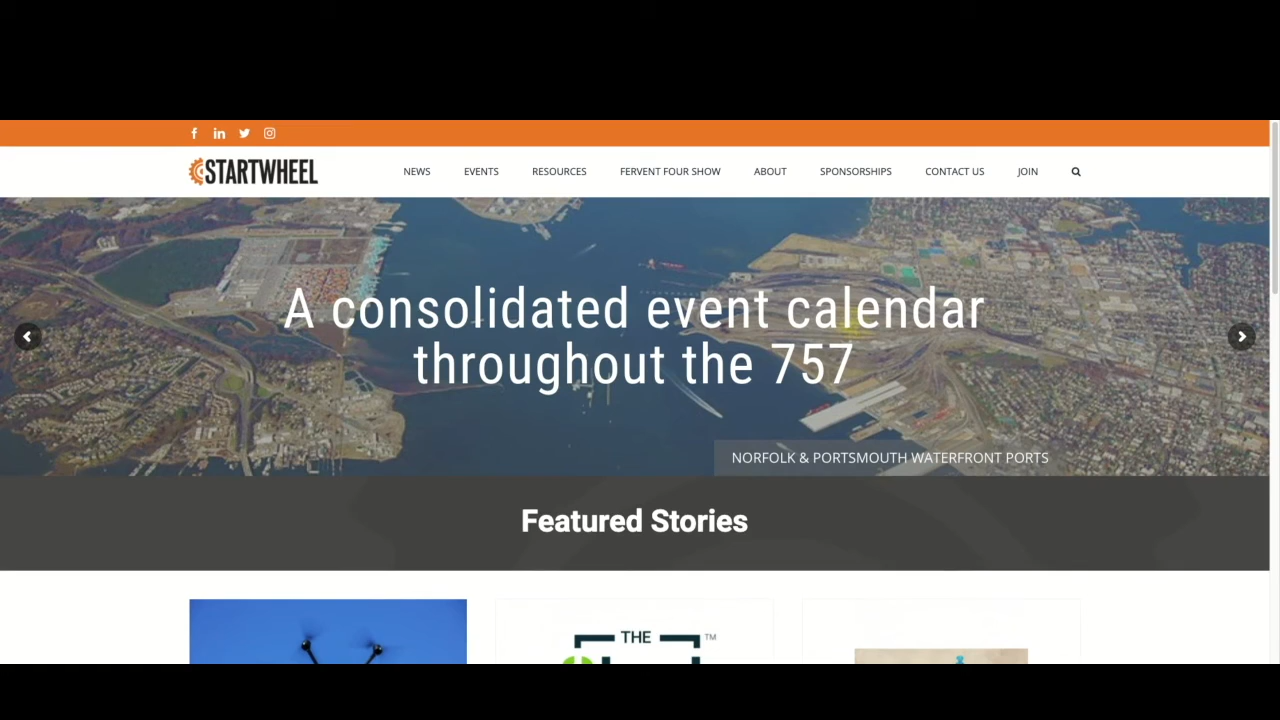 STARTWHEEL
NEWS EVENTS RESOURCES FERVENT FOUR SHOW ABOUT SPONSORSHIPS CONTACT US JOIN
A consolidated event calendar
throughout the 757
NORFOLK & PORTSMOUTH WATERFRONT PORTS
Featured Stories
THE TM